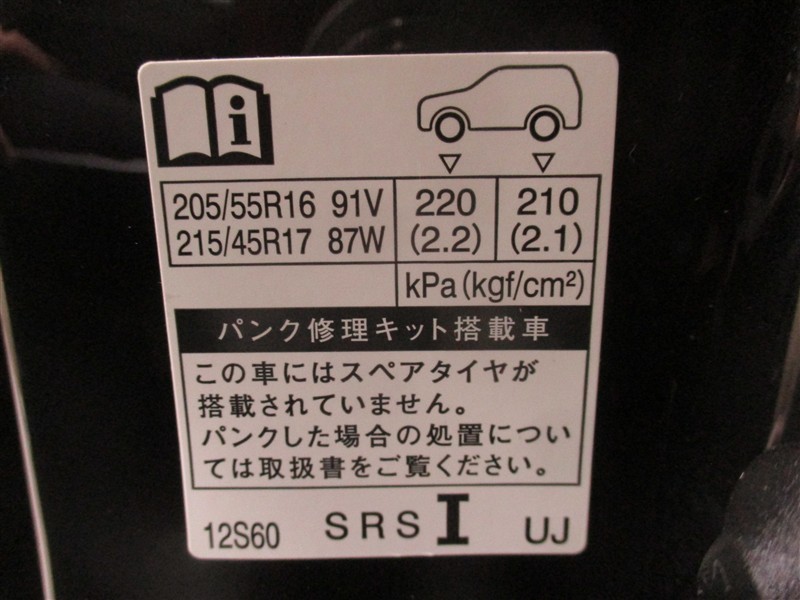 i
205/55R16 91V 220 210
215/45R17 87W (2.2) (2.1)
kPa(kgf/cm²)
パンク修理キット搭載車
この車にはスペアタイヤが
搭載されていません。
パンクした場合の処置につい
ては取扱書をご覧ください。
12S60 SRS I UJ